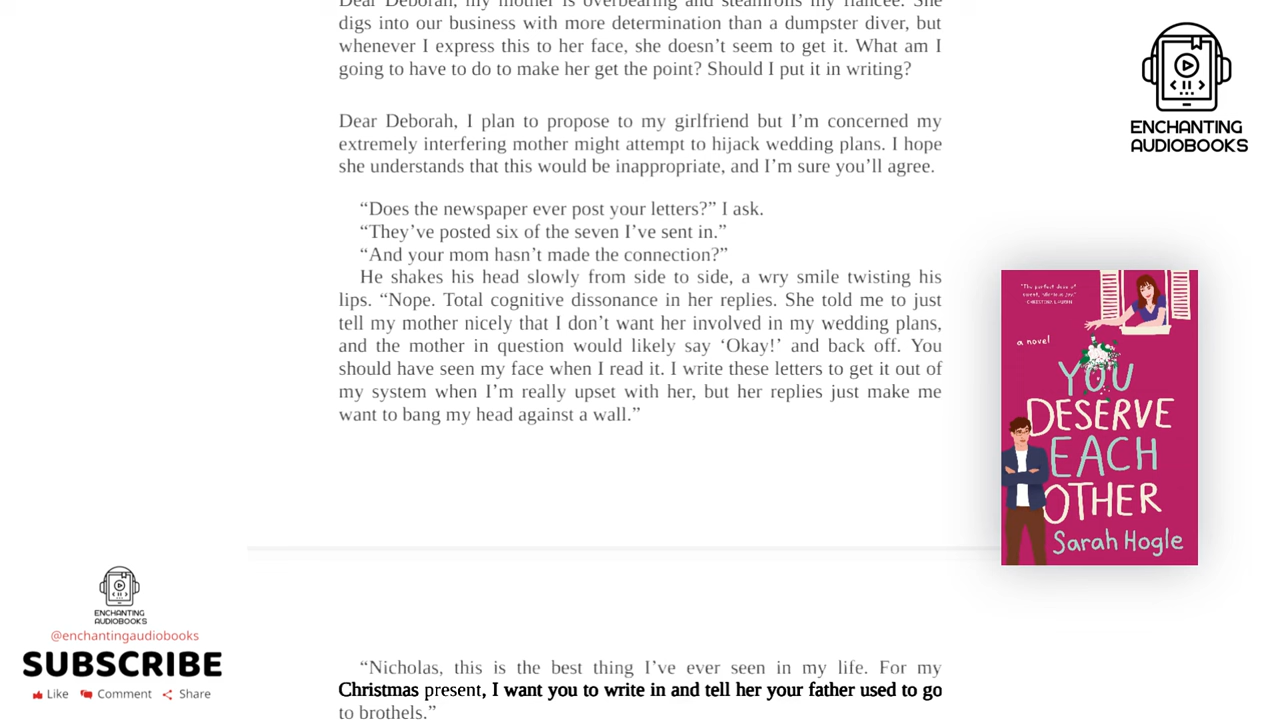 Dear Deborah, my mother is overbearing and steamrolls my fiancée. She
digs into our business with more determination than a dumpster diver, but
whenever I express this to her face, she doesn’t seem to get it. What am I
going to have to do to make her get the point? Should I put it in writing?
Dear Deborah, I plan to propose to my girlfriend but I’m concerned my
extremely interfering mother might attempt to hijack wedding plans. I hope
she understands that this would be inappropriate, and I’m sure you’ll agree.
“Does the newspaper ever post your letters?” I ask.
“They’ve posted six of the seven I’ve sent in.”
“And your mom hasn’t made the connection?”
He shakes his head slowly from side to side, a wry smile twisting his
lips. “Nope. Total cognitive dissonance in her replies. She told me to just
tell my mother nicely that I don’t want her involved in my wedding plans,
and the mother in question would likely say ‘Okay!’ and back off. You
should have seen my face when I read it. I write these letters to get it out of
my system when I’m really upset with her, but her replies just make me
want to bang my head against a wall.”
“Nicholas, this is the best thing I’ve ever seen in my life. For my
Christmas present, I want you to write in and tell her your father used to go
to brothels.”
ENCHANTING
AUDIOBOOKS
"The perfect dose of
CHRISTINA LAUREN
a novel
YOU
DESERVE
EACH
OTHER
Sarah Hogle
ENCHANTING
AUDIOBOOKS
@enchantingaudiobooks
SUBSCRIBE
Like Comment Share